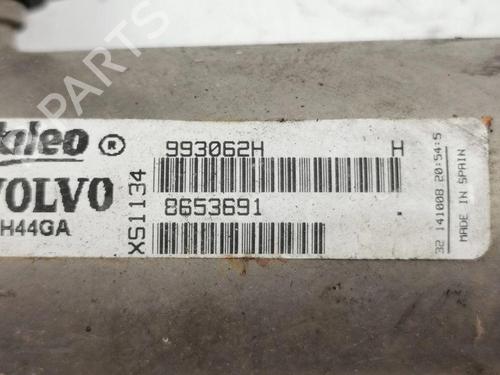 Valeo ®
VOLVO
H44GA
XS1134
993062H H
8653691
32 141008 20:54:5
MADE IN SPAIN
B PARTS